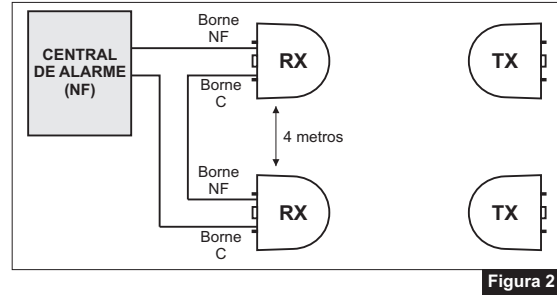 CENTRAL
DE ALARME
(NF)
Borne
NF
RX
TX
Borne
C
4 metros
Borne
NF
RX
TX
Borne
C
Figura 2